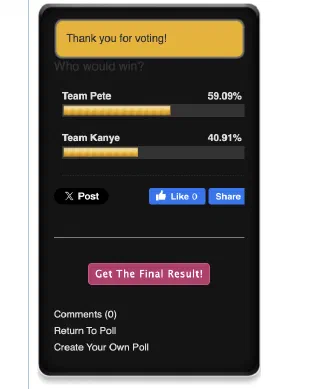 Thank you for voting!
Who would win?
Team Pete 59.09%
Team Kanye 40.91%
X Post
Like 0 Share
Get The Final Result!
Comments (0)
Return To Poll
Create Your Own Poll